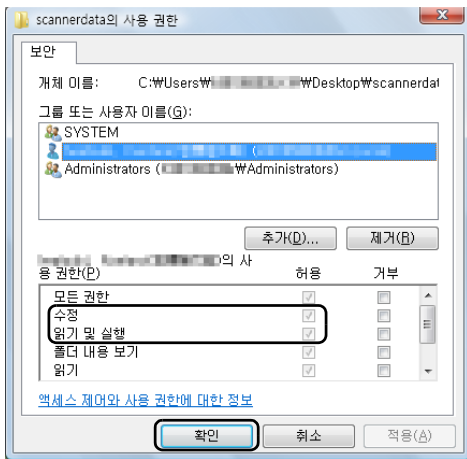 scannerdata의 사용 권한
보안
개체 이름: C:₩Users₩ ₩Desktop₩scannerdat
그룹 또는 사용자 이름(G):
SYSTEM
Administrators ( ₩Administrators)
추가(D)... 제거(R)
의 사
용 권한(P) 허용 거부
모든 권한
수정
읽기 및 실행
폴더 내용 보기
읽기
액세스 제어와 사용 권한에 대한 정보
확인 취소 적용(A)